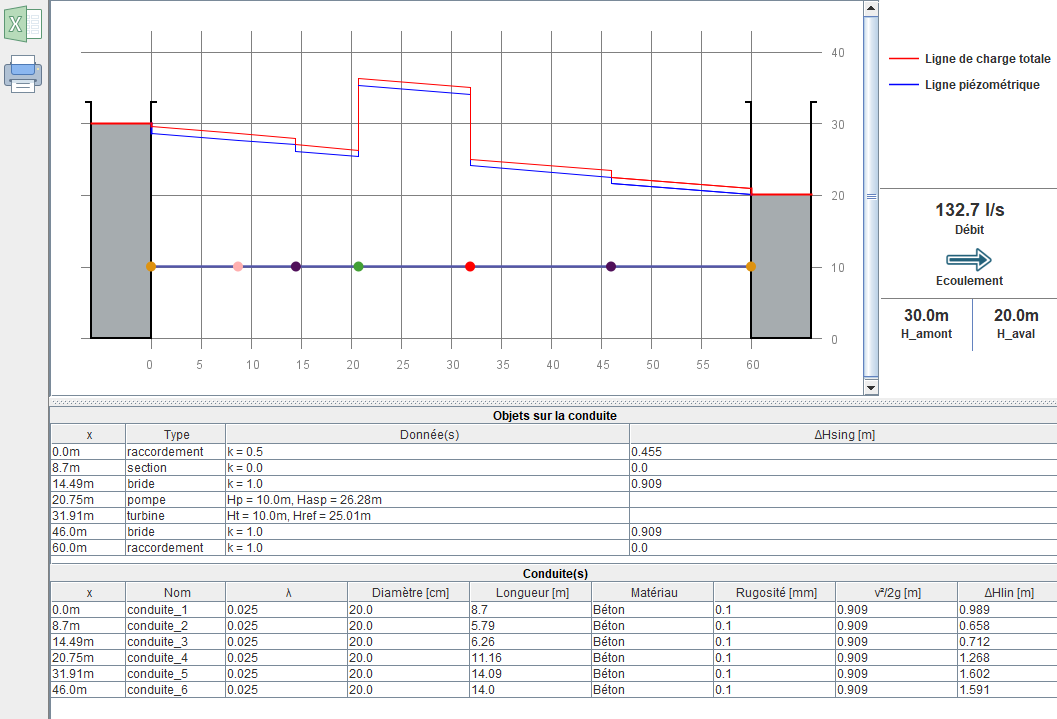 X
40
30
20
10
0
0 5 10 15 20 25 30 35 40 45 50 55 60
Ligne de charge totale
Ligne piézométrique
132.7 l/s
Débit
Ecoulement
30.0m 20.0m
H_amont H_aval
Objets sur la conduite
x Type Donnée(s) ΔHsing [m]
0.0m raccordement k = 0.5 0.455
8.7m section k = 0.0 0.0
14.49m bride k = 1.0 0.909
20.75m pompe Hp = 10.0m, Hasp = 26.28m
31.91m turbine Ht = 10.0m, Href = 25.01m
46.0m bride k = 1.0 0.909
60.0m raccordement k = 1.0 0.0
Conduite(s)
x Nom λ Diamètre [cm] Longueur [m] Matériau Rugosité [mm] v²/2g [m] ΔHlin [m]
0.0m conduite_1 0.025 20.0 8.7 Béton 0.1 0.909 0.989
8.7m conduite_2 0.025 20.0 5.79 Béton 0.1 0.909 0.658
14.49m conduite_3 0.025 20.0 6.26 Béton 0.1 0.909 0.712
20.75m conduite_4 0.025 20.0 11.16 Béton 0.1 0.909 1.268
31.91m conduite_5 0.025 20.0 14.09 Béton 0.1 0.909 1.602
46.0m conduite_6 0.025 20.0 14.0 Béton 0.1 0.909 1.591